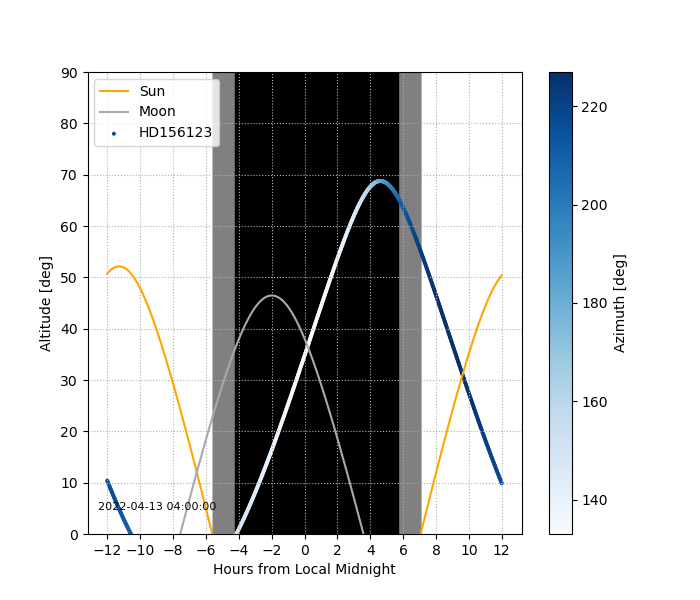 Sun
Moon
HD156123
90
80
70
60
50
40
30
20
10
0
Altitude [deg]
2022-04-13 04:00:00
−12 −10 −8 −6 −4 −2 0 2 4 6 8 10 12
Hours from Local Midnight
220
200
180
160
140
Azimuth [deg]